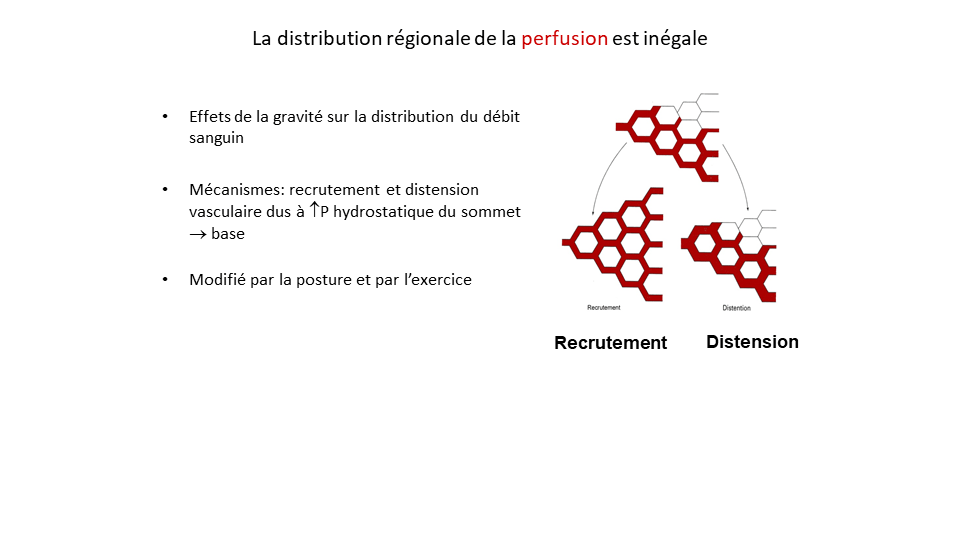 La distribution régionale de la perfusion est inégale
• Effets de la gravité sur la distribution du débit
sanguin
• Mécanismes: recrutement et distension
vasculaire dus à ↑P hydrostatique du sommet
→ base
• Modifié par la posture et par l’exercice
Recrutement
Distention
Recrutement
Distension